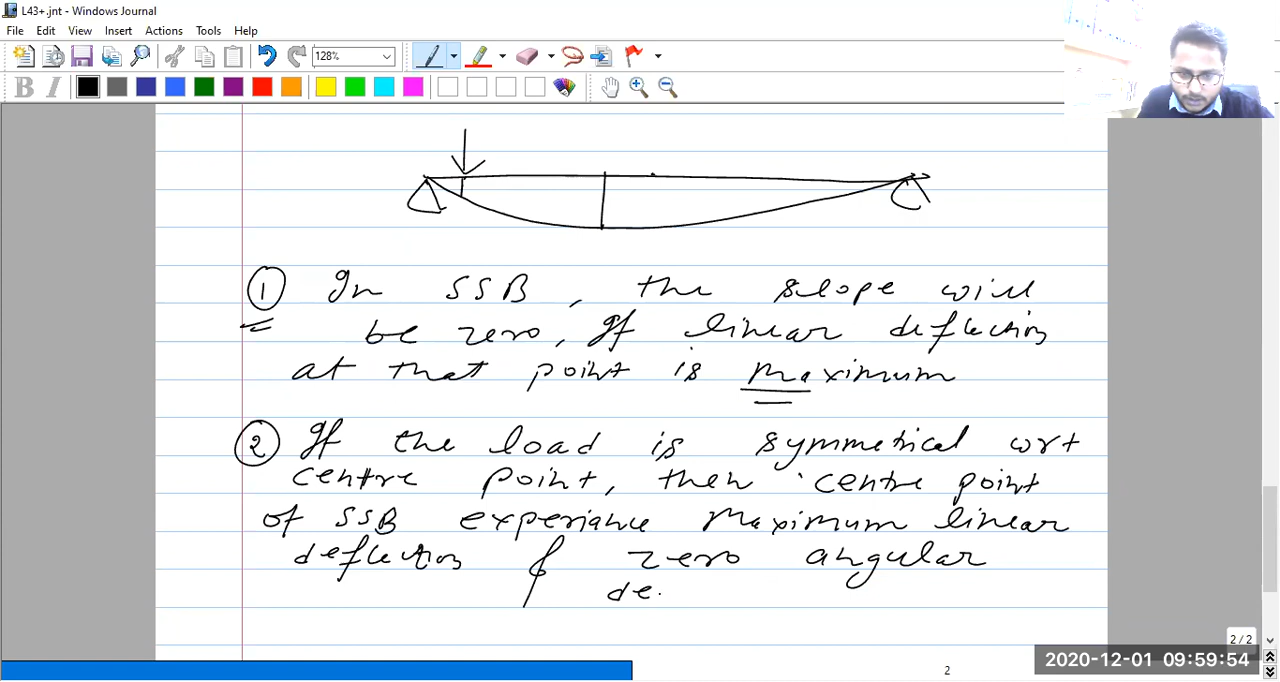 L43+.jnt - Windows Journal
File Edit View Insert Actions Tools Help
128%
B I
① In SSB, the slope will
be zero, If linear deflection
at that point is maximum
② If the load is symmetrical wrt
centre point, then centre point
of SSB experiance maximum linear
deflection & zero angular
de.
2 / 2
2020-12-01 09:59:54
2